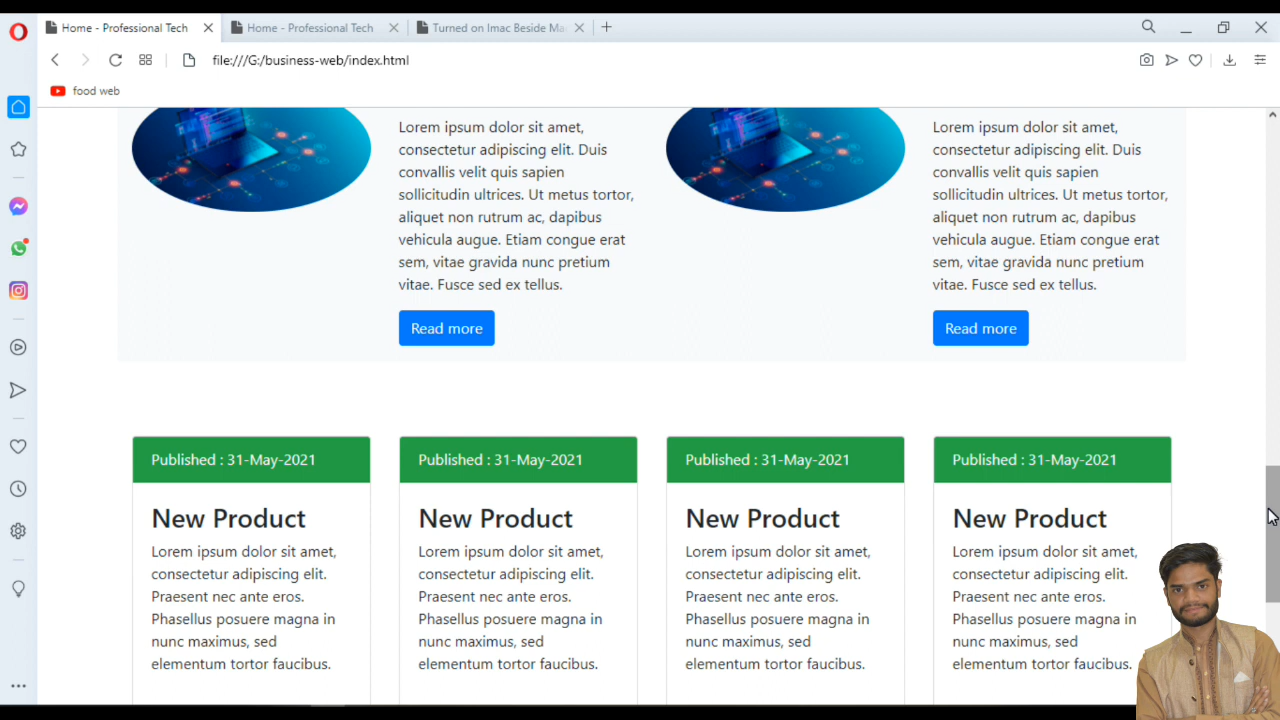 Home - Professional Tech
Home - Professional Tech
Turned on Imac Beside Ma
file:///G:/business-web/index.html
food web
Lorem ipsum dolor sit amet,
consectetur adipiscing elit. Duis
convallis velit quis sapien
sollicitudin ultrices. Ut metus tortor,
aliquet non rutrum ac, dapibus
vehicula augue. Etiam congue erat
sem, vitae gravida nunc pretium
vitae. Fusce sed ex tellus.
Read more
Lorem ipsum dolor sit amet,
consectetur adipiscing elit. Duis
convallis velit quis sapien
sollicitudin ultrices. Ut metus tortor,
aliquet non rutrum ac, dapibus
vehicula augue. Etiam congue erat
sem, vitae gravida nunc pretium
vitae. Fusce sed ex tellus.
Read more
Published : 31-May-2021
New Product
Lorem ipsum dolor sit amet,
consectetur adipiscing elit.
Praesent nec ante eros.
Phasellus posuere magna in
nunc maximus, sed
elementum tortor faucibus.
Published : 31-May-2021
New Product
Lorem ipsum dolor sit amet,
consectetur adipiscing elit.
Praesent nec ante eros.
Phasellus posuere magna in
nunc maximus, sed
elementum tortor faucibus.
Published : 31-May-2021
New Product
Lorem ipsum dolor sit amet,
consectetur adipiscing elit.
Praesent nec ante eros.
Phasellus posuere magna in
nunc maximus, sed
elementum tortor faucibus.
Published : 31-May-2021
New Product
Lorem ipsum dolor sit amet,
consectetur adipiscing elit.
Praesent nec ante eros.
Phasellus posuere magna in
nunc maximus, sed
elementum tortor faucibus.